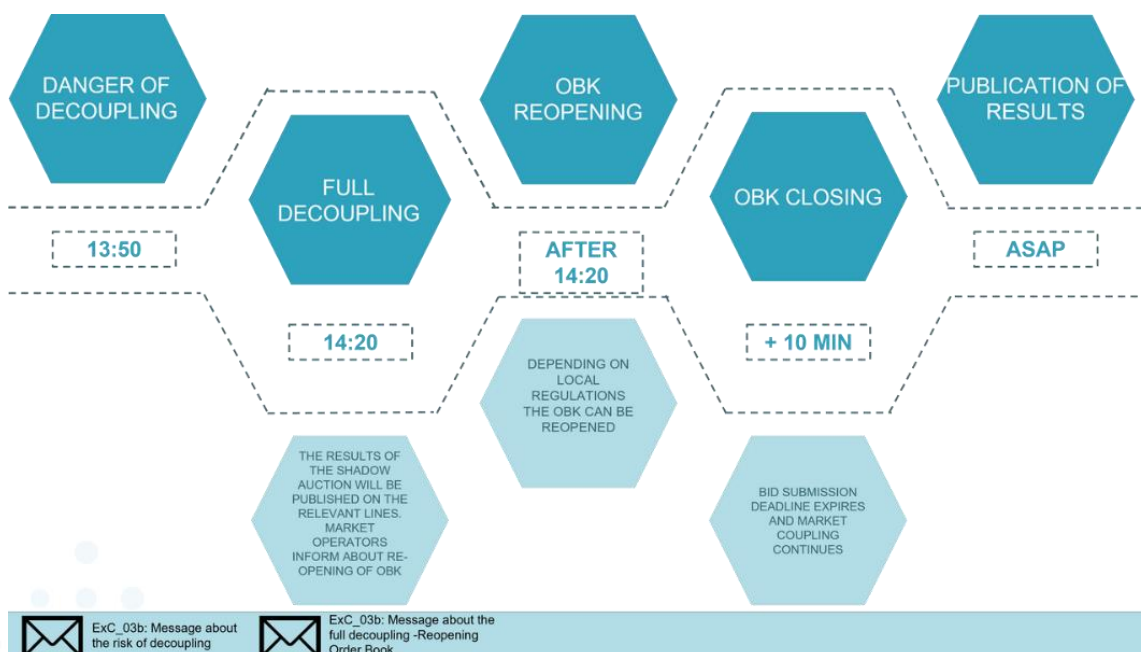 DANGER OF
DECOUPLING
13:50
FULL
DECOUPLING
14:20
THE RESULTS OF
THE SHADOW
AUCTION WILL BE
PUBLISHED ON THE
RELEVANT LINES.
MARKET
OPERATORS
INFORM ABOUT RE-
OPENING OF OBK
OBK
REOPENING
AFTER
14:20
DEPENDING ON
LOCAL
REGULATIONS
THE OBK CAN BE
REOPENED
OBK CLOSING
+ 10 MIN
BID SUBMISSION
DEADLINE EXPIRES
AND MARKET
COUPLING
CONTINUES
PUBLICATION OF
RESULTS
ASAP
ExC_03b: Message about
the risk of decoupling
ExC_03b: Message about the
full decoupling -Reopening
Order Book